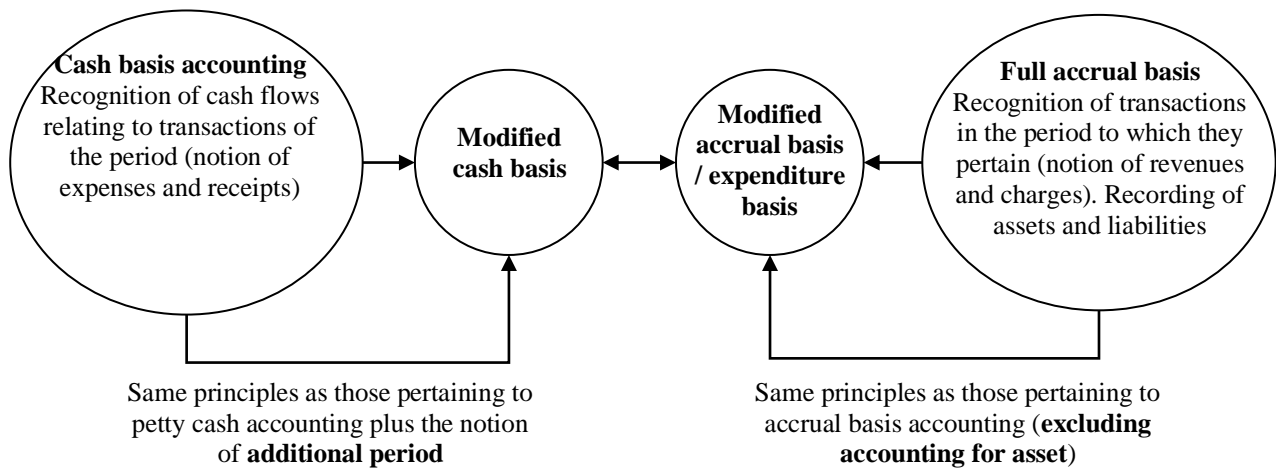 Cash basis accounting
Recognition of cash flows
relating to transactions of
the period (notion of
expenses and receipts)
Modified
cash basis
Modified
accrual basis
/ expenditure
basis
Full accrual basis
Recognition of transactions
in the period to which they
pertain (notion of revenues
and charges). Recording of
assets and liabilities
Same principles as those pertaining to
petty cash accounting plus the notion
of additional period
Same principles as those pertaining to
accrual basis accounting (excluding
accounting for asset)